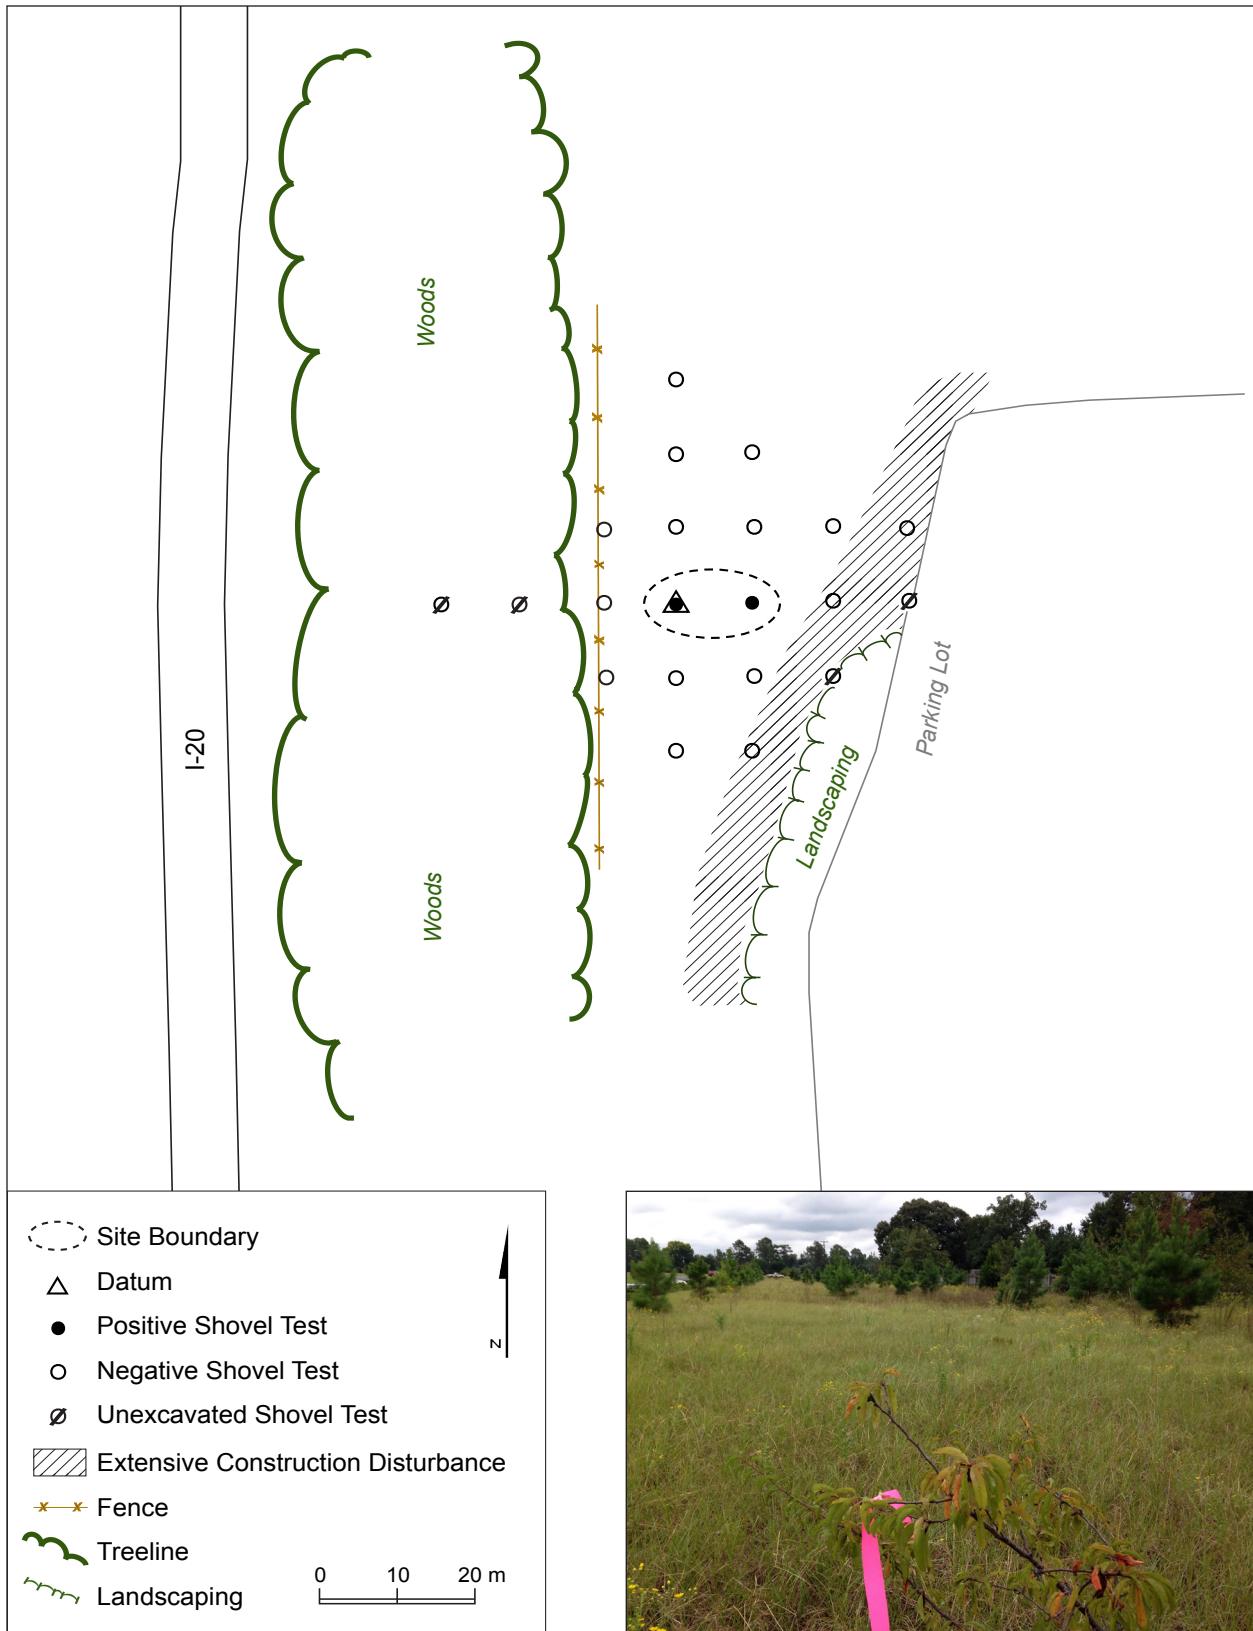 Woods
I-20
Woods
Landscaping
Parking Lot
Site Boundary
Datum
Positive Shovel Test
Negative Shovel Test
Unexcavated Shovel Test
Extensive Construction Disturbance
Fence
Treeline
Landscaping
N
0 10 20 m